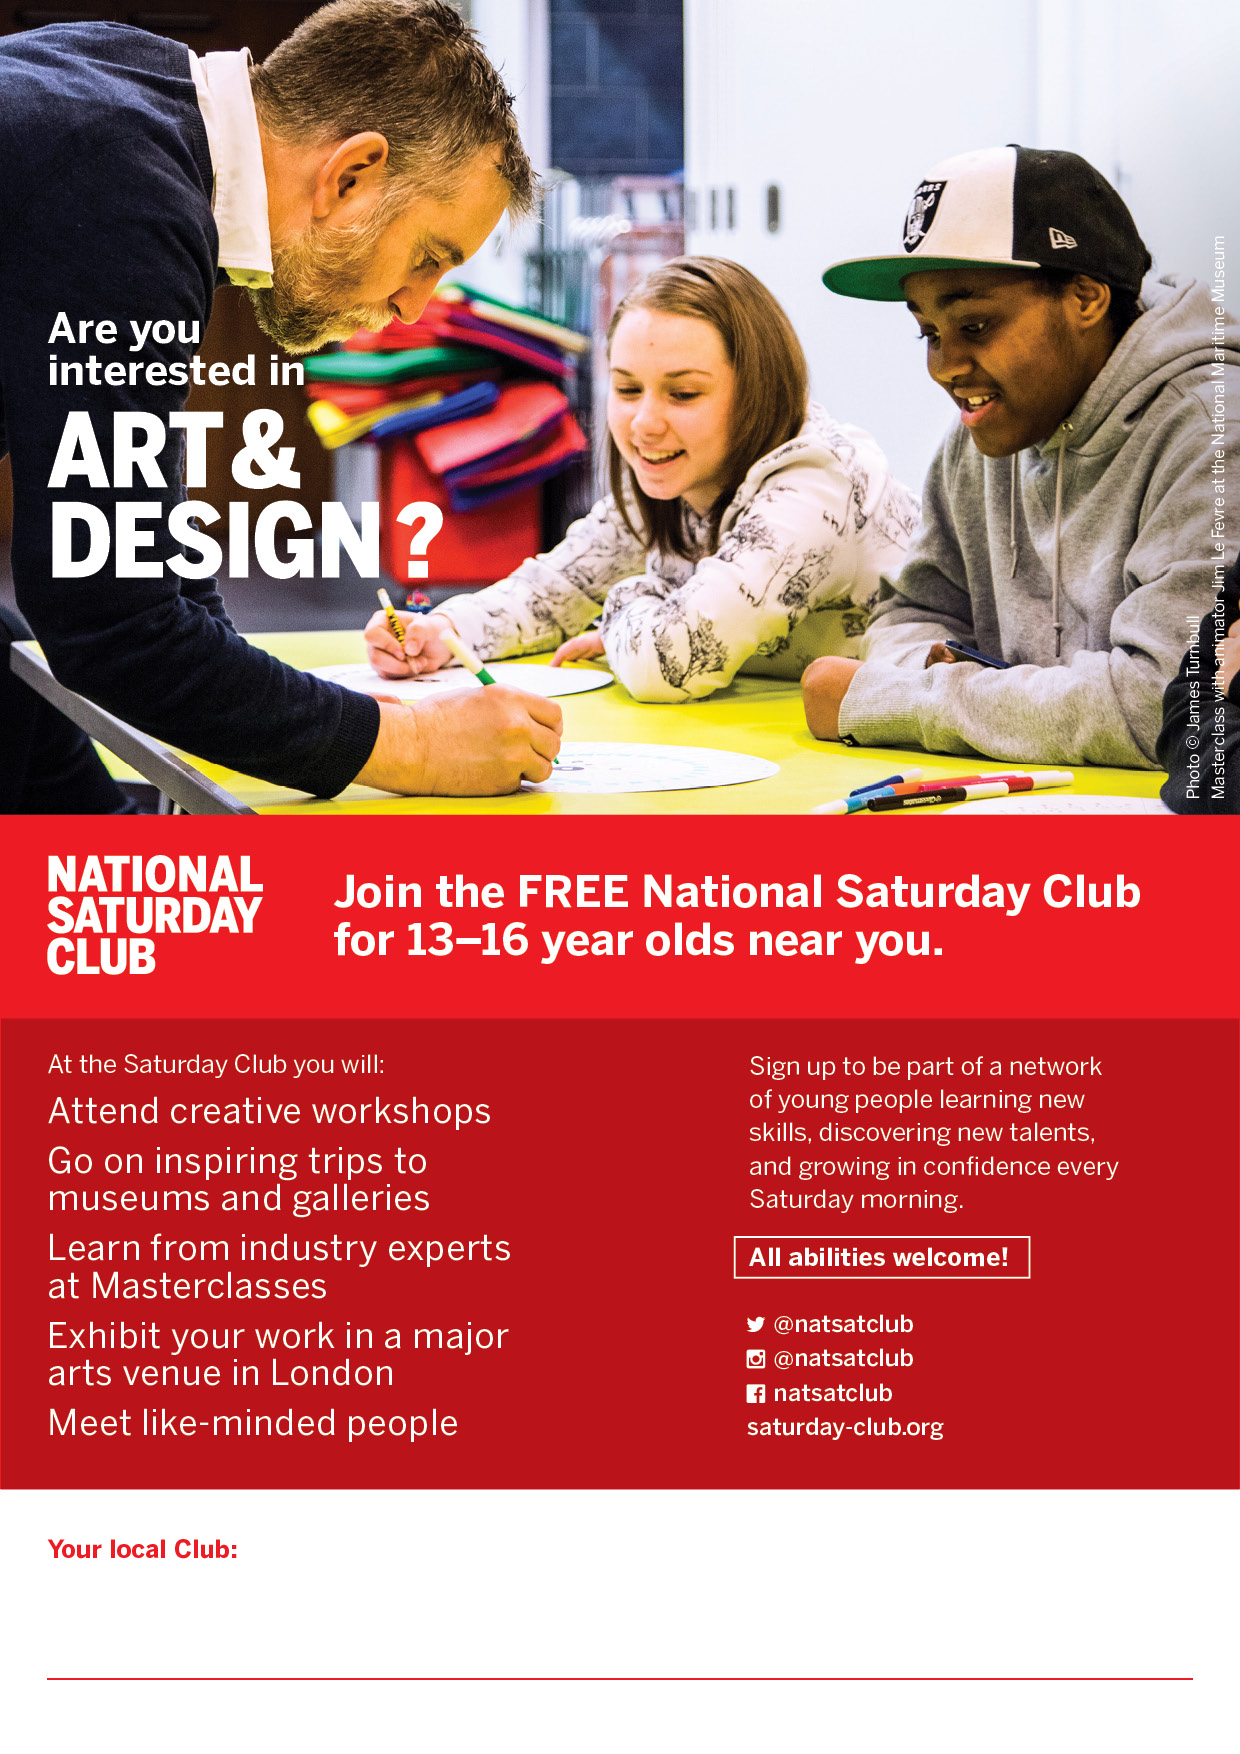 Are you
interested in
ART &
DESIGN?
Photo © James Turnbull
Masterclass with animator Jim Le Fevre at the National Maritime Museum
NATIONAL
SATURDAY
CLUB
Join the FREE National Saturday Club
for 13–16 year olds near you.
At the Saturday Club you will:
Attend creative workshops
Go on inspiring trips to
museums and galleries
Learn from industry experts
at Masterclasses
Exhibit your work in a major
arts venue in London
Meet like-minded people
Sign up to be part of a network
of young people learning new
skills, discovering new talents,
and growing in confidence every
Saturday morning.
All abilities welcome!
@natsatclub
@natsatclub
natsatclub
saturday-club.org
Your local Club: